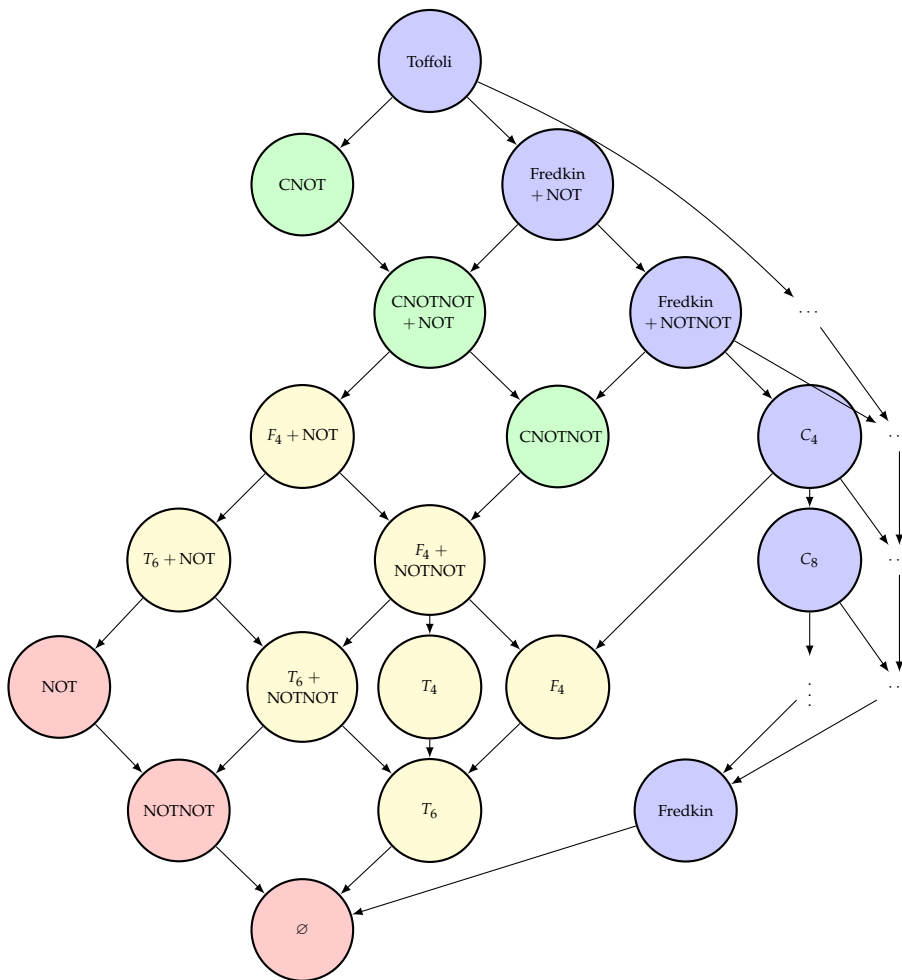 Toffoli
CNOT
Fredkin
+ NOT
CNOTNOT
+ NOT
Fredkin
+ NOTNOT
...
F4 + NOT
CNOTNOT
C4
..
T6 + NOT
F4 +
NOTNOT
C8
..
NOT
T6 +
NOTNOT
T4
F4
⋮
..
NOTNOT
T6
Fredkin
∅